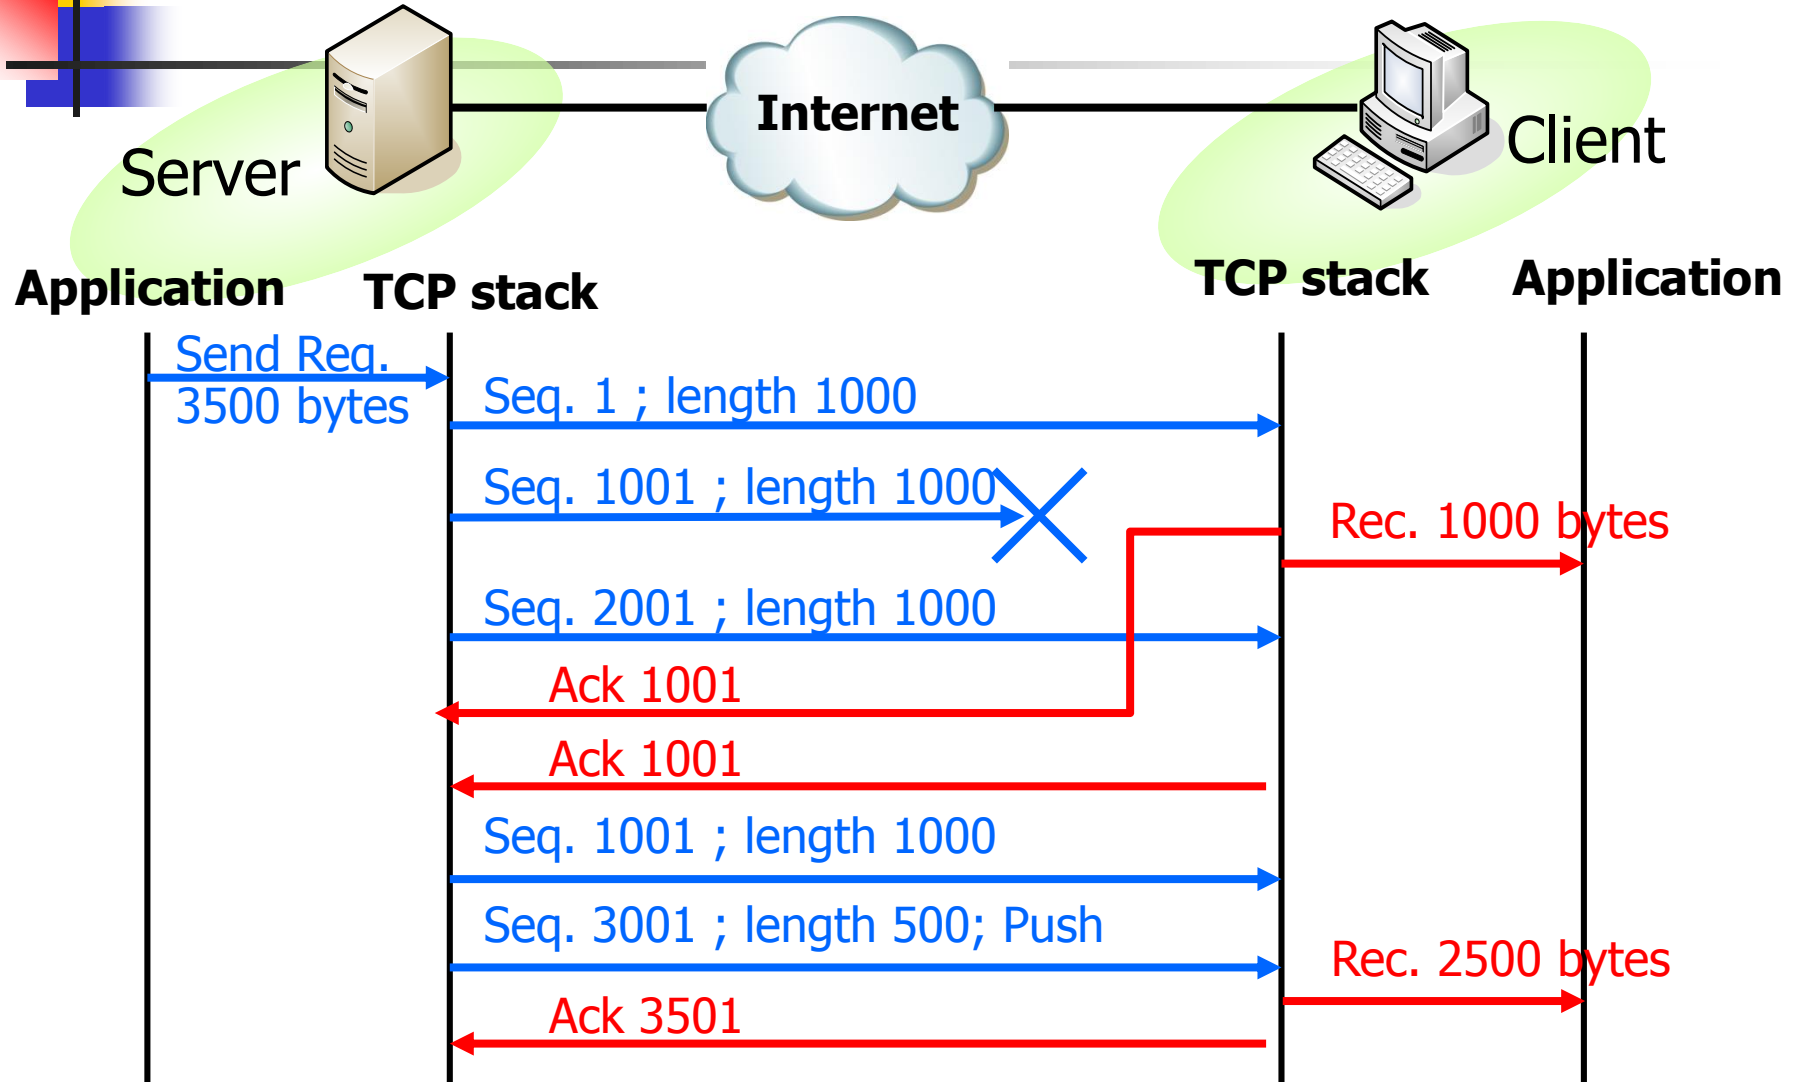 Internet
Server
Client
Application
TCP stack
TCP stack
Application
Send Req.
3500 bytes
Seq. 1 ; length 1000
Seq. 1001 ; length 1000
Rec. 1000 bytes
Seq. 2001 ; length 1000
Ack 1001
Ack 1001
Seq. 1001 ; length 1000
Seq. 3001 ; length 500; Push
Rec. 2500 bytes
Ack 3501